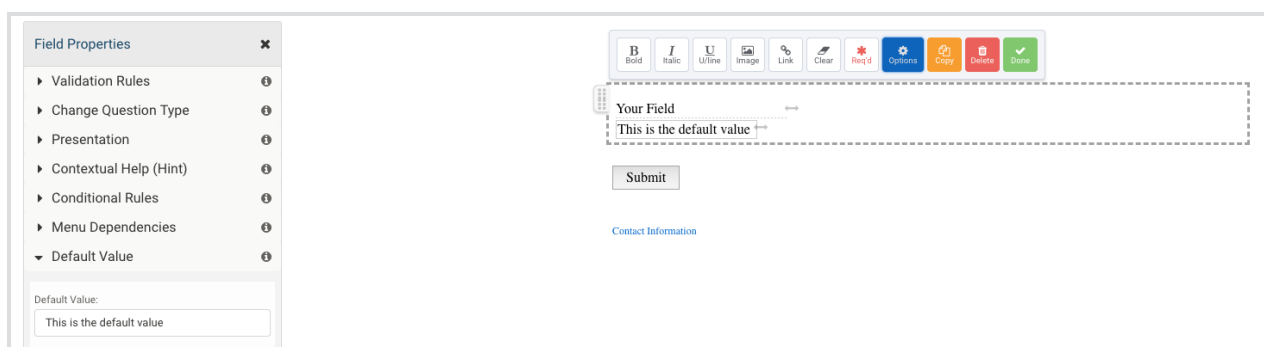 Field Properties
Validation Rules
Change Question Type
Presentation
Contextual Help (Hint)
Conditional Rules
Menu Dependencies
Default Value
Default Value:
This is the default value
B I U
Bold Italic U/line Image Link Clear Req'd Options Copy Delete Done
Your Field
This is the default value
Submit
Contact Information